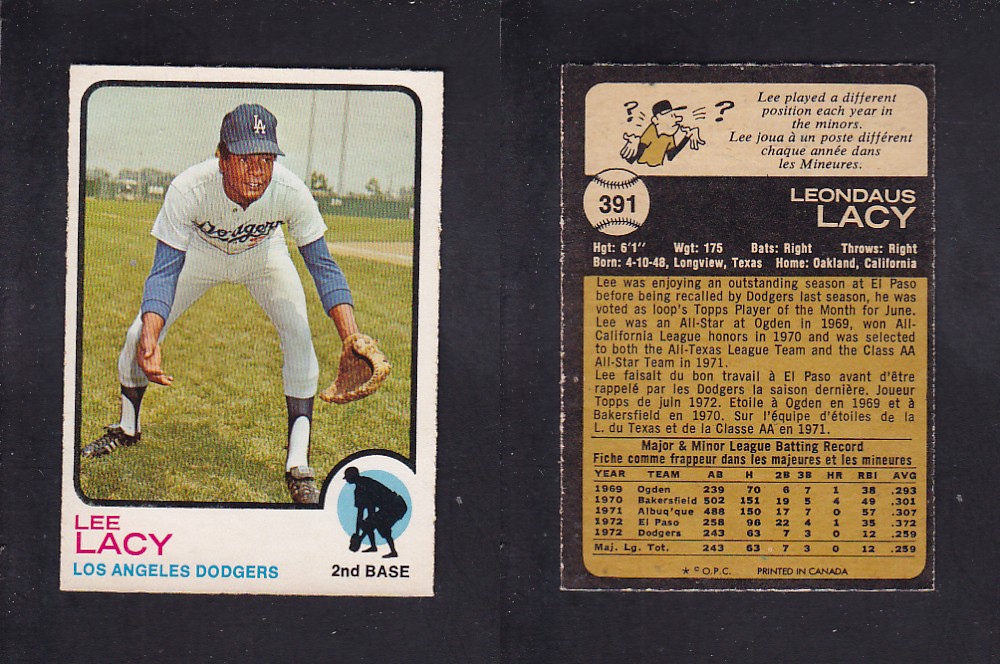 LA
Dodgers
LEE
LACY
LOS ANGELES DODGERS
2nd BASE
? ?
Lee played a different
position each year in
the minors.
Lee joua à un poste différent
chaque année dans
les Mineures.
391
LEONDAUS
LACY
Hgt: 6'1" Wgt: 175 Bats: Right Throws: Right
Born: 4-10-48, Longview, Texas Home: Oakland, California
Lee was enjoying an outstanding season at El Paso
before being recalled by Dodgers last season, he was
voted as loop's Topps Player of the Month for June.
Lee was an All-Star at Ogden in 1969, won All-
California League honors in 1970 and was selected
to both the All-Texas League Team and the Class AA
All-Star Team in 1971.
Lee faisait du bon travail à El Paso avant d'être
rappelé par les Dodgers la saison dernière. Joueur
Topps de juin 1972. Etoile à Ogden en 1969 et à
Bakersfield en 1970. Sur l'équipe d'étoiles de la
L. du Texas et de la Classe AA en 1971.
Major & Minor League Batting Record
Fiche comme frappeur dans les majeures et les mineures
YEAR TEAM AB H 2B 3B HR RBI AVG
1969 Ogden 239 70 6 7 1 38 .293
1970 Bakersfield 502 151 19 5 4 49 .301
1971 Albuq'que 488 150 17 7 0 57 .307
1972 El Paso 258 96 22 4 1 35 .372
1972 Dodgers 243 63 7 3 0 12 .259
Maj. Lg. Tot. 243 63 7 3 0 12 .259
* © O.P.C. PRINTED IN CANADA